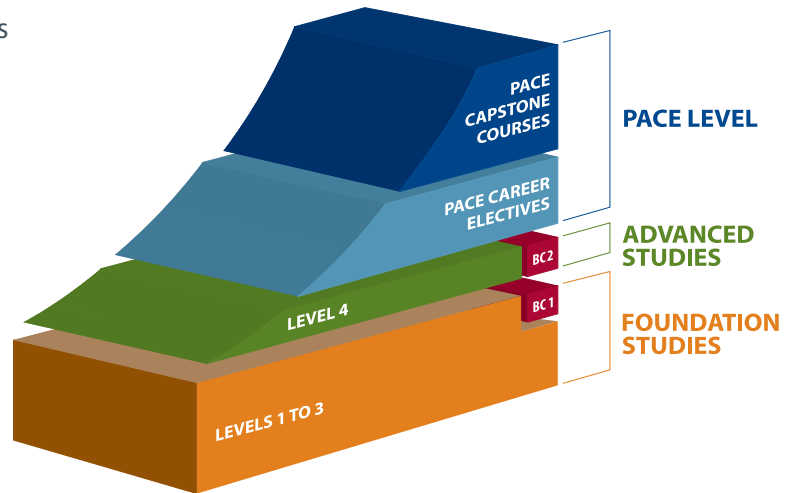 S
PACE
CAPSTONE
COURSES
PACE LEVEL
PACE CAREER
ELECTIVES
ADVANCED
STUDIES
BC2
LEVEL 4
BC1
FOUNDATION
STUDIES
LEVELS 1 TO 3